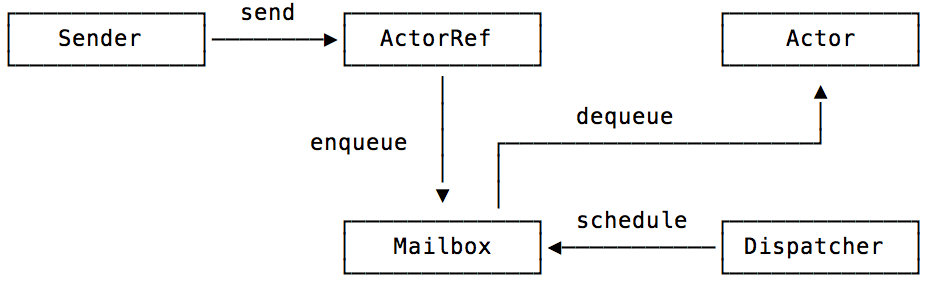 send
Sender
ActorRef
Actor
dequeue
enqueue
schedule
Mailbox
Dispatcher